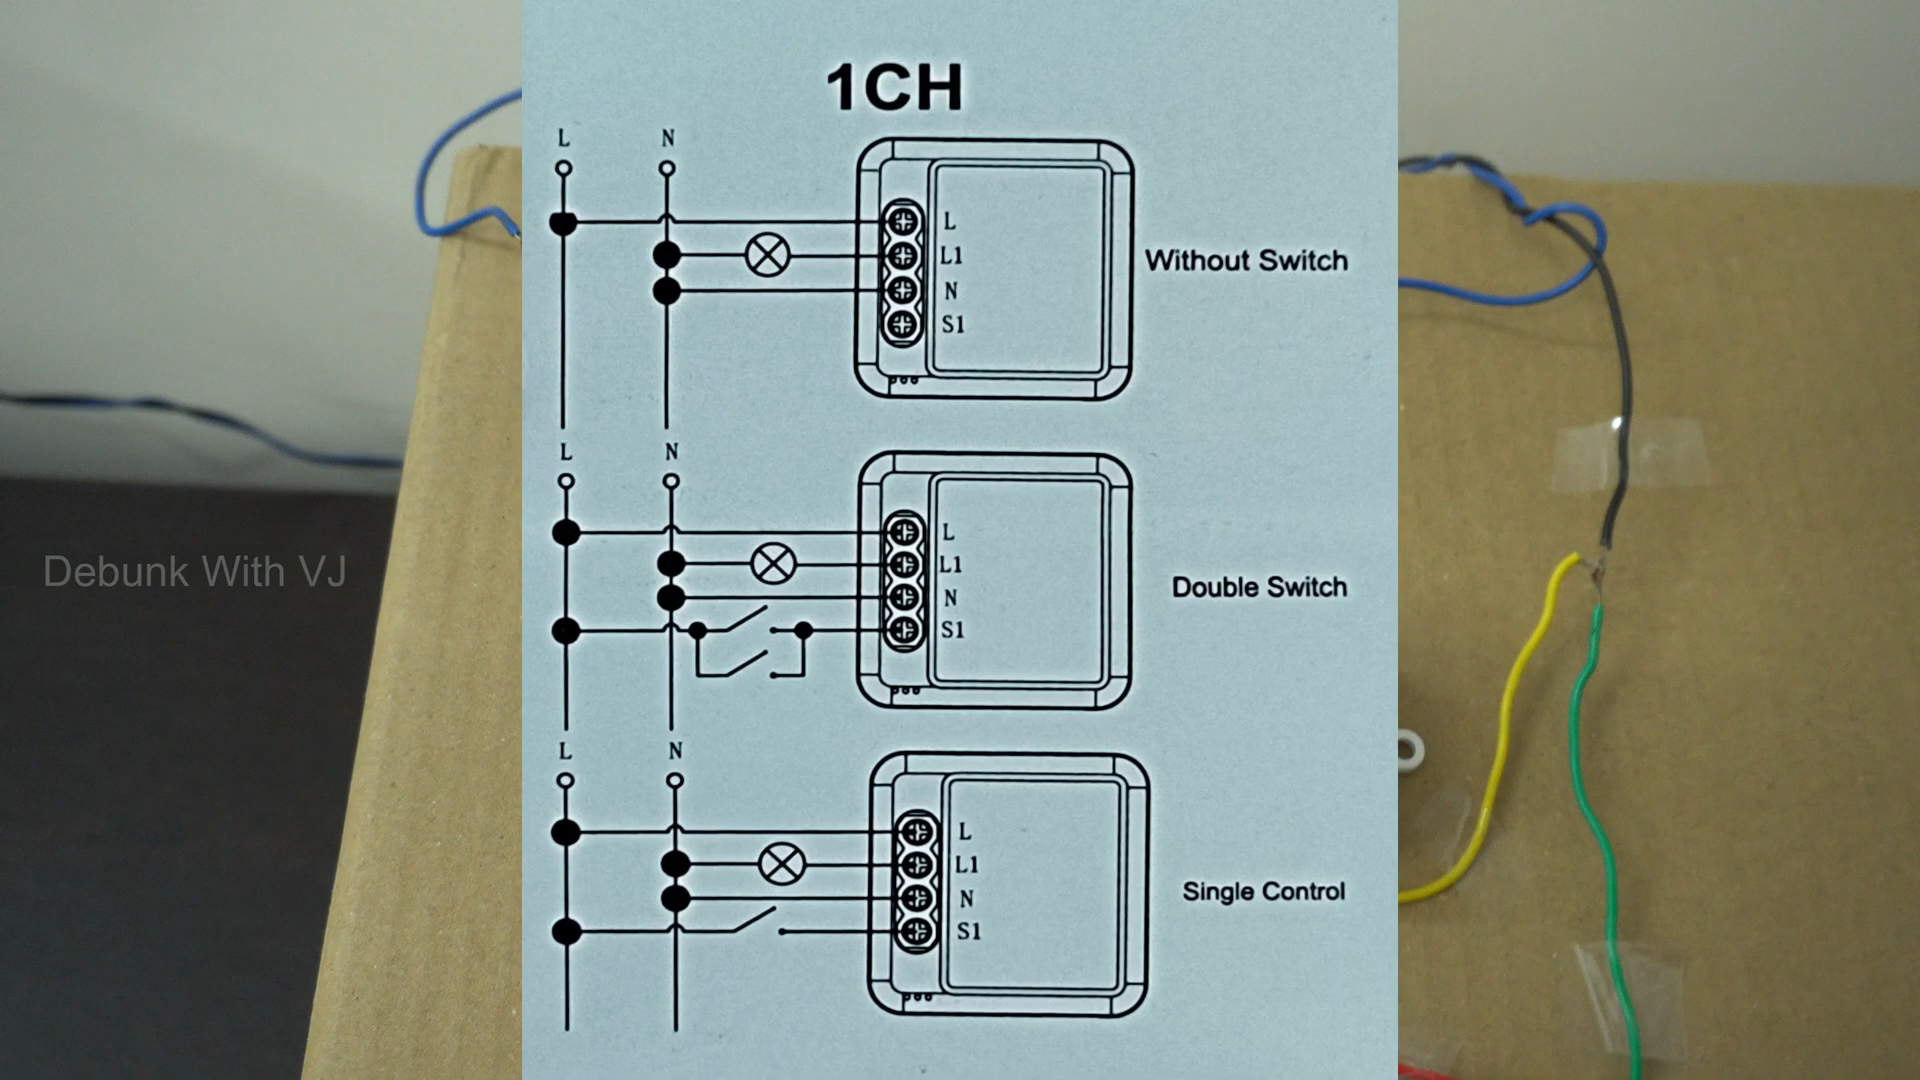 1CH
L N
L
L1
N
S1
Without Switch
L N
L
L1
N
S1
Double Switch
Debunk With VJ
L N
L
L1
N
S1
Single Control